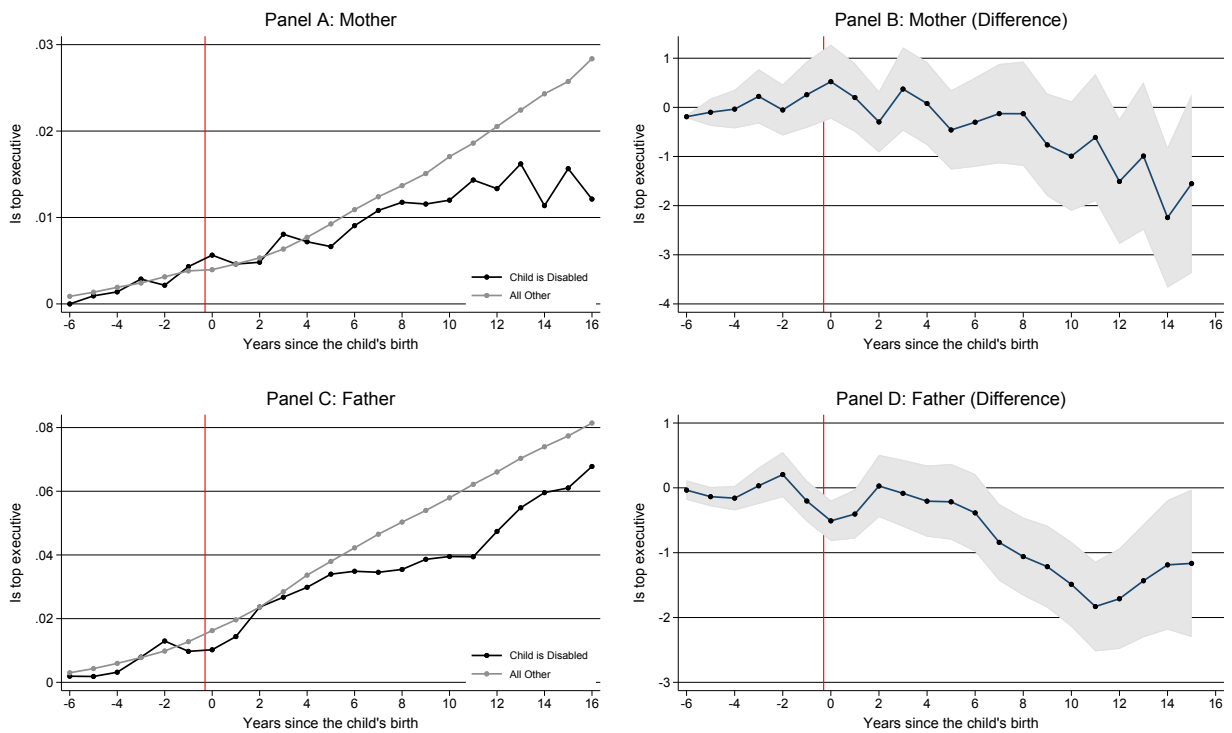 Panel A: Mother
Is top executive
.03
.02
.01
0
-6 -4 -2 0 2 4 6 8 10 12 14 16
Years since the child's birth
Child is Disabled
All Other
Panel B: Mother (Difference)
Is top executive
1
0
-1
-2
-3
-4
-6 -4 -2 0 2 4 6 8 10 12 14 16
Years since the child's birth
Panel C: Father
Is top executive
.08
.06
.04
.02
0
-6 -4 -2 0 2 4 6 8 10 12 14 16
Years since the child's birth
Child is Disabled
All Other
Panel D: Father (Difference)
Is top executive
1
0
-1
-2
-3
-6 -4 -2 0 2 4 6 8 10 12 14 16
Years since the child's birth